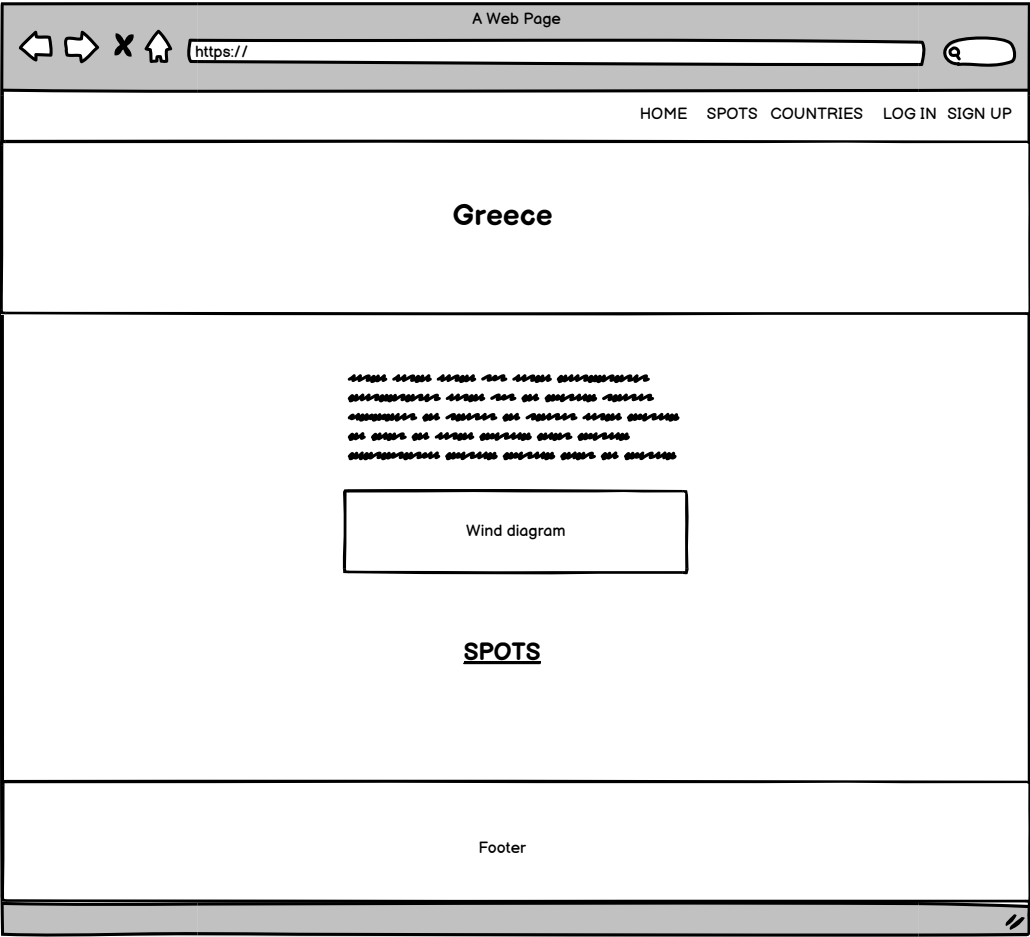 A Web Page
https://
HOME SPOTS COUNTRIES LOG IN SIGN UP
Greece
Wind diagram
SPOTS
Footer